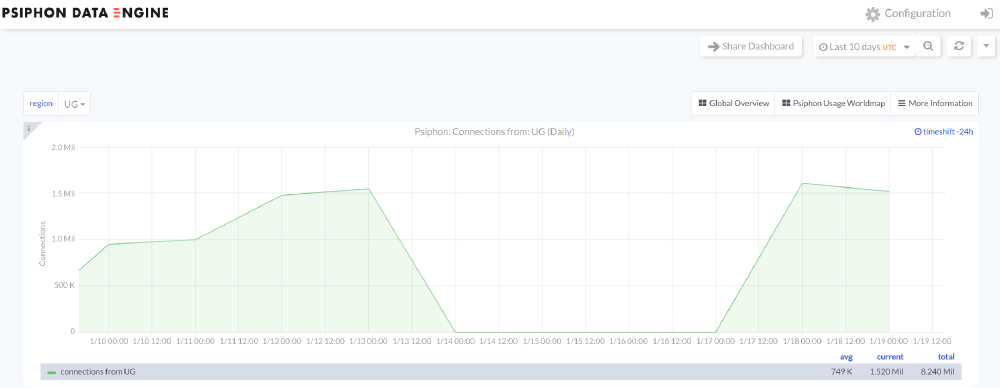 PSIPHON DATA ENGINE
Configuration
Share Dashboard
Last 10 days UTC
region UG
Global Overview
Psiphon Usage Worldmap
More Information
i
Psiphon: Connections from: UG (Daily)
timeshift -24h
2.0 Mil
1.5 Mil
1.0 Mil
500 K
0
Connections
1/10 00:00 1/10 12:00 1/11 00:00 1/11 12:00 1/12 00:00 1/12 12:00 1/13 00:00 1/13 12:00 1/14 00:00 1/14 12:00 1/15 00:00 1/15 12:00 1/16 00:00 1/16 12:00 1/17 00:00 1/17 12:00 1/18 00:00 1/18 12:00 1/19 00:00 1/19 12:00
avg current total
connections from UG 749 K 1.520 Mil 8.240 Mil